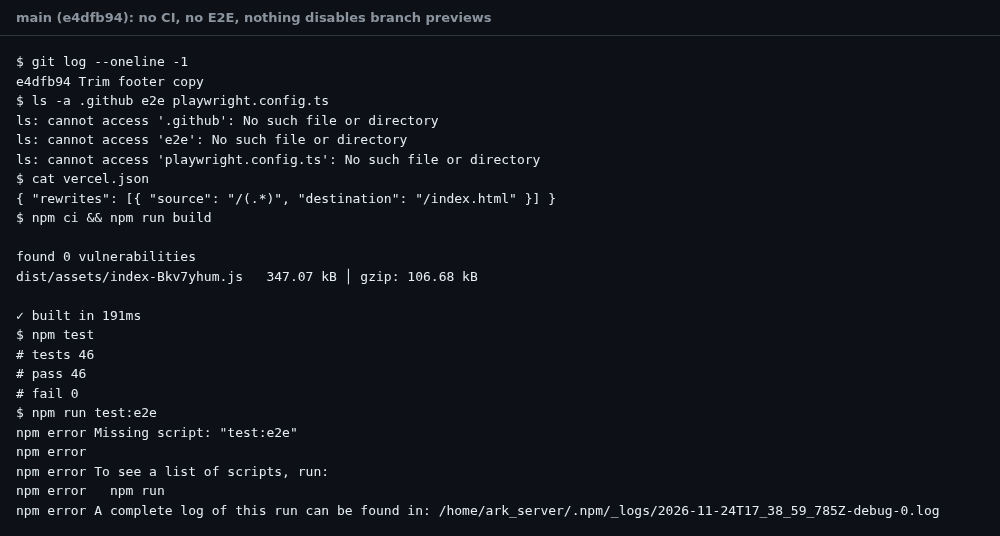 main (e4dfb94): no CI, no E2E, nothing disables branch previews
$ git log --oneline -1
e4dfb94 Trim footer copy
$ ls -a .github e2e playwright.config.ts
ls: cannot access '.github': No such file or directory
ls: cannot access 'e2e': No such file or directory
ls: cannot access 'playwright.config.ts': No such file or directory
$ cat vercel.json
{ "rewrites": [{ "source": "/(.*)", "destination": "/index.html" }] }
$ npm ci && npm run build
found 0 vulnerabilities
dist/assets/index-Bkv7yhum.js   347.07 kB │ gzip: 106.68 kB
✓ built in 191ms
$ npm test
# tests 46
# pass 46
# fail 0
$ npm run test:e2e
npm error Missing script: "test:e2e"
npm error
npm error To see a list of scripts, run:
npm error   npm run
npm error A complete log of this run can be found in: /home/ark_server/.npm/_logs/2026-11-24T17_38_59_785Z-debug-0.log